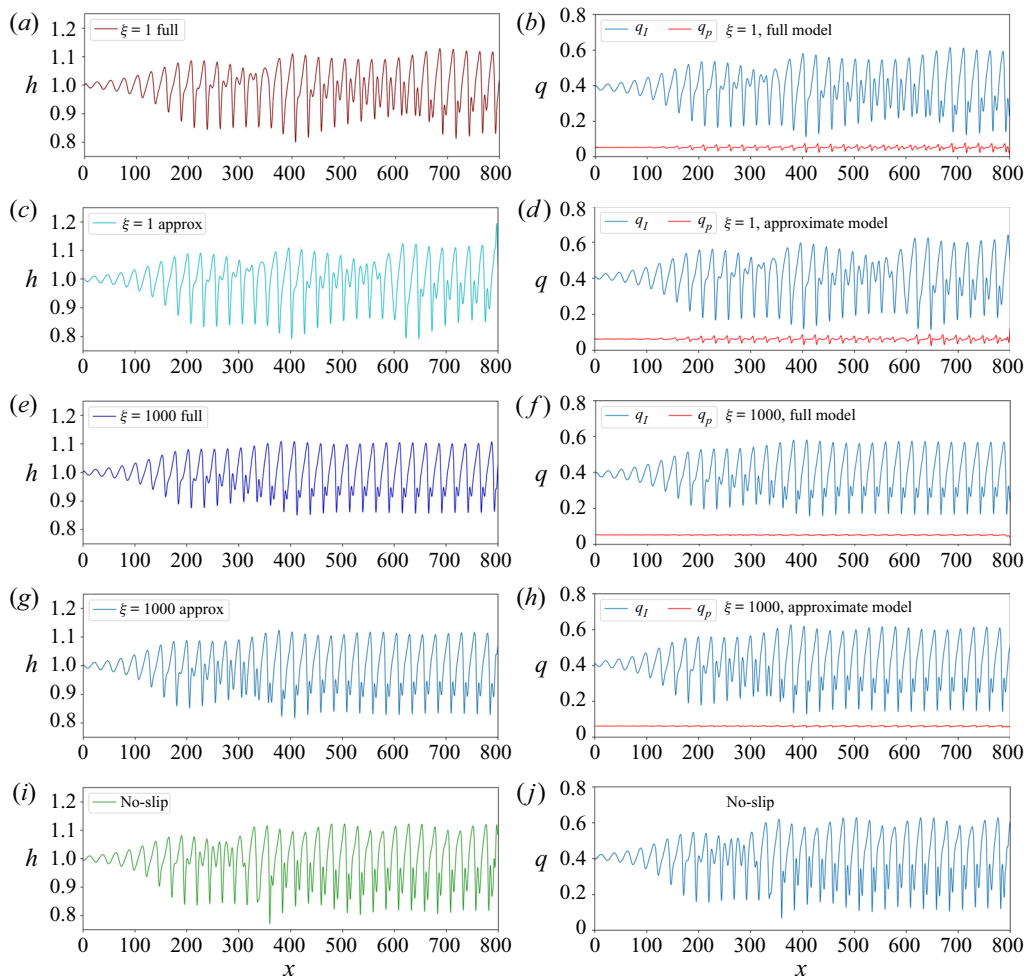 (a)
ξ = 1 full
h
1.2
1.1
1.0
0.9
0.8
0 100 200 300 400 500 600 700 800
(b)
q_I q_p ξ = 1, full model
q
0.8
0.6
0.4
0.2
0
0 100 200 300 400 500 600 700 800
(c)
ξ = 1 approx
h
1.2
1.1
1.0
0.9
0.8
0 100 200 300 400 500 600 700 800
(d)
q_I q_p ξ = 1, approximate model
q
0.8
0.6
0.4
0.2
0
0 100 200 300 400 500 600 700 800
(e)
ξ = 1000 full
h
1.2
1.1
1.0
0.9
0.8
0 100 200 300 400 500 600 700 800
(f)
q_I q_p ξ = 1000, full model
q
0.8
0.6
0.4
0.2
0
0 100 200 300 400 500 600 700 800
(g)
ξ = 1000 approx
h
1.2
1.1
1.0
0.9
0.8
0 100 200 300 400 500 600 700 800
(h)
q_I q_p ξ = 1000, approximate model
q
0.8
0.6
0.4
0.2
0
0 100 200 300 400 500 600 700 800
(i)
No-slip
h
1.2
1.1
1.0
0.9
0.8
0 100 200 300 400 500 600 700 800
x
(j)
No-slip
q
0.8
0.6
0.4
0.2
0
0 100 200 300 400 500 600 700 800
x